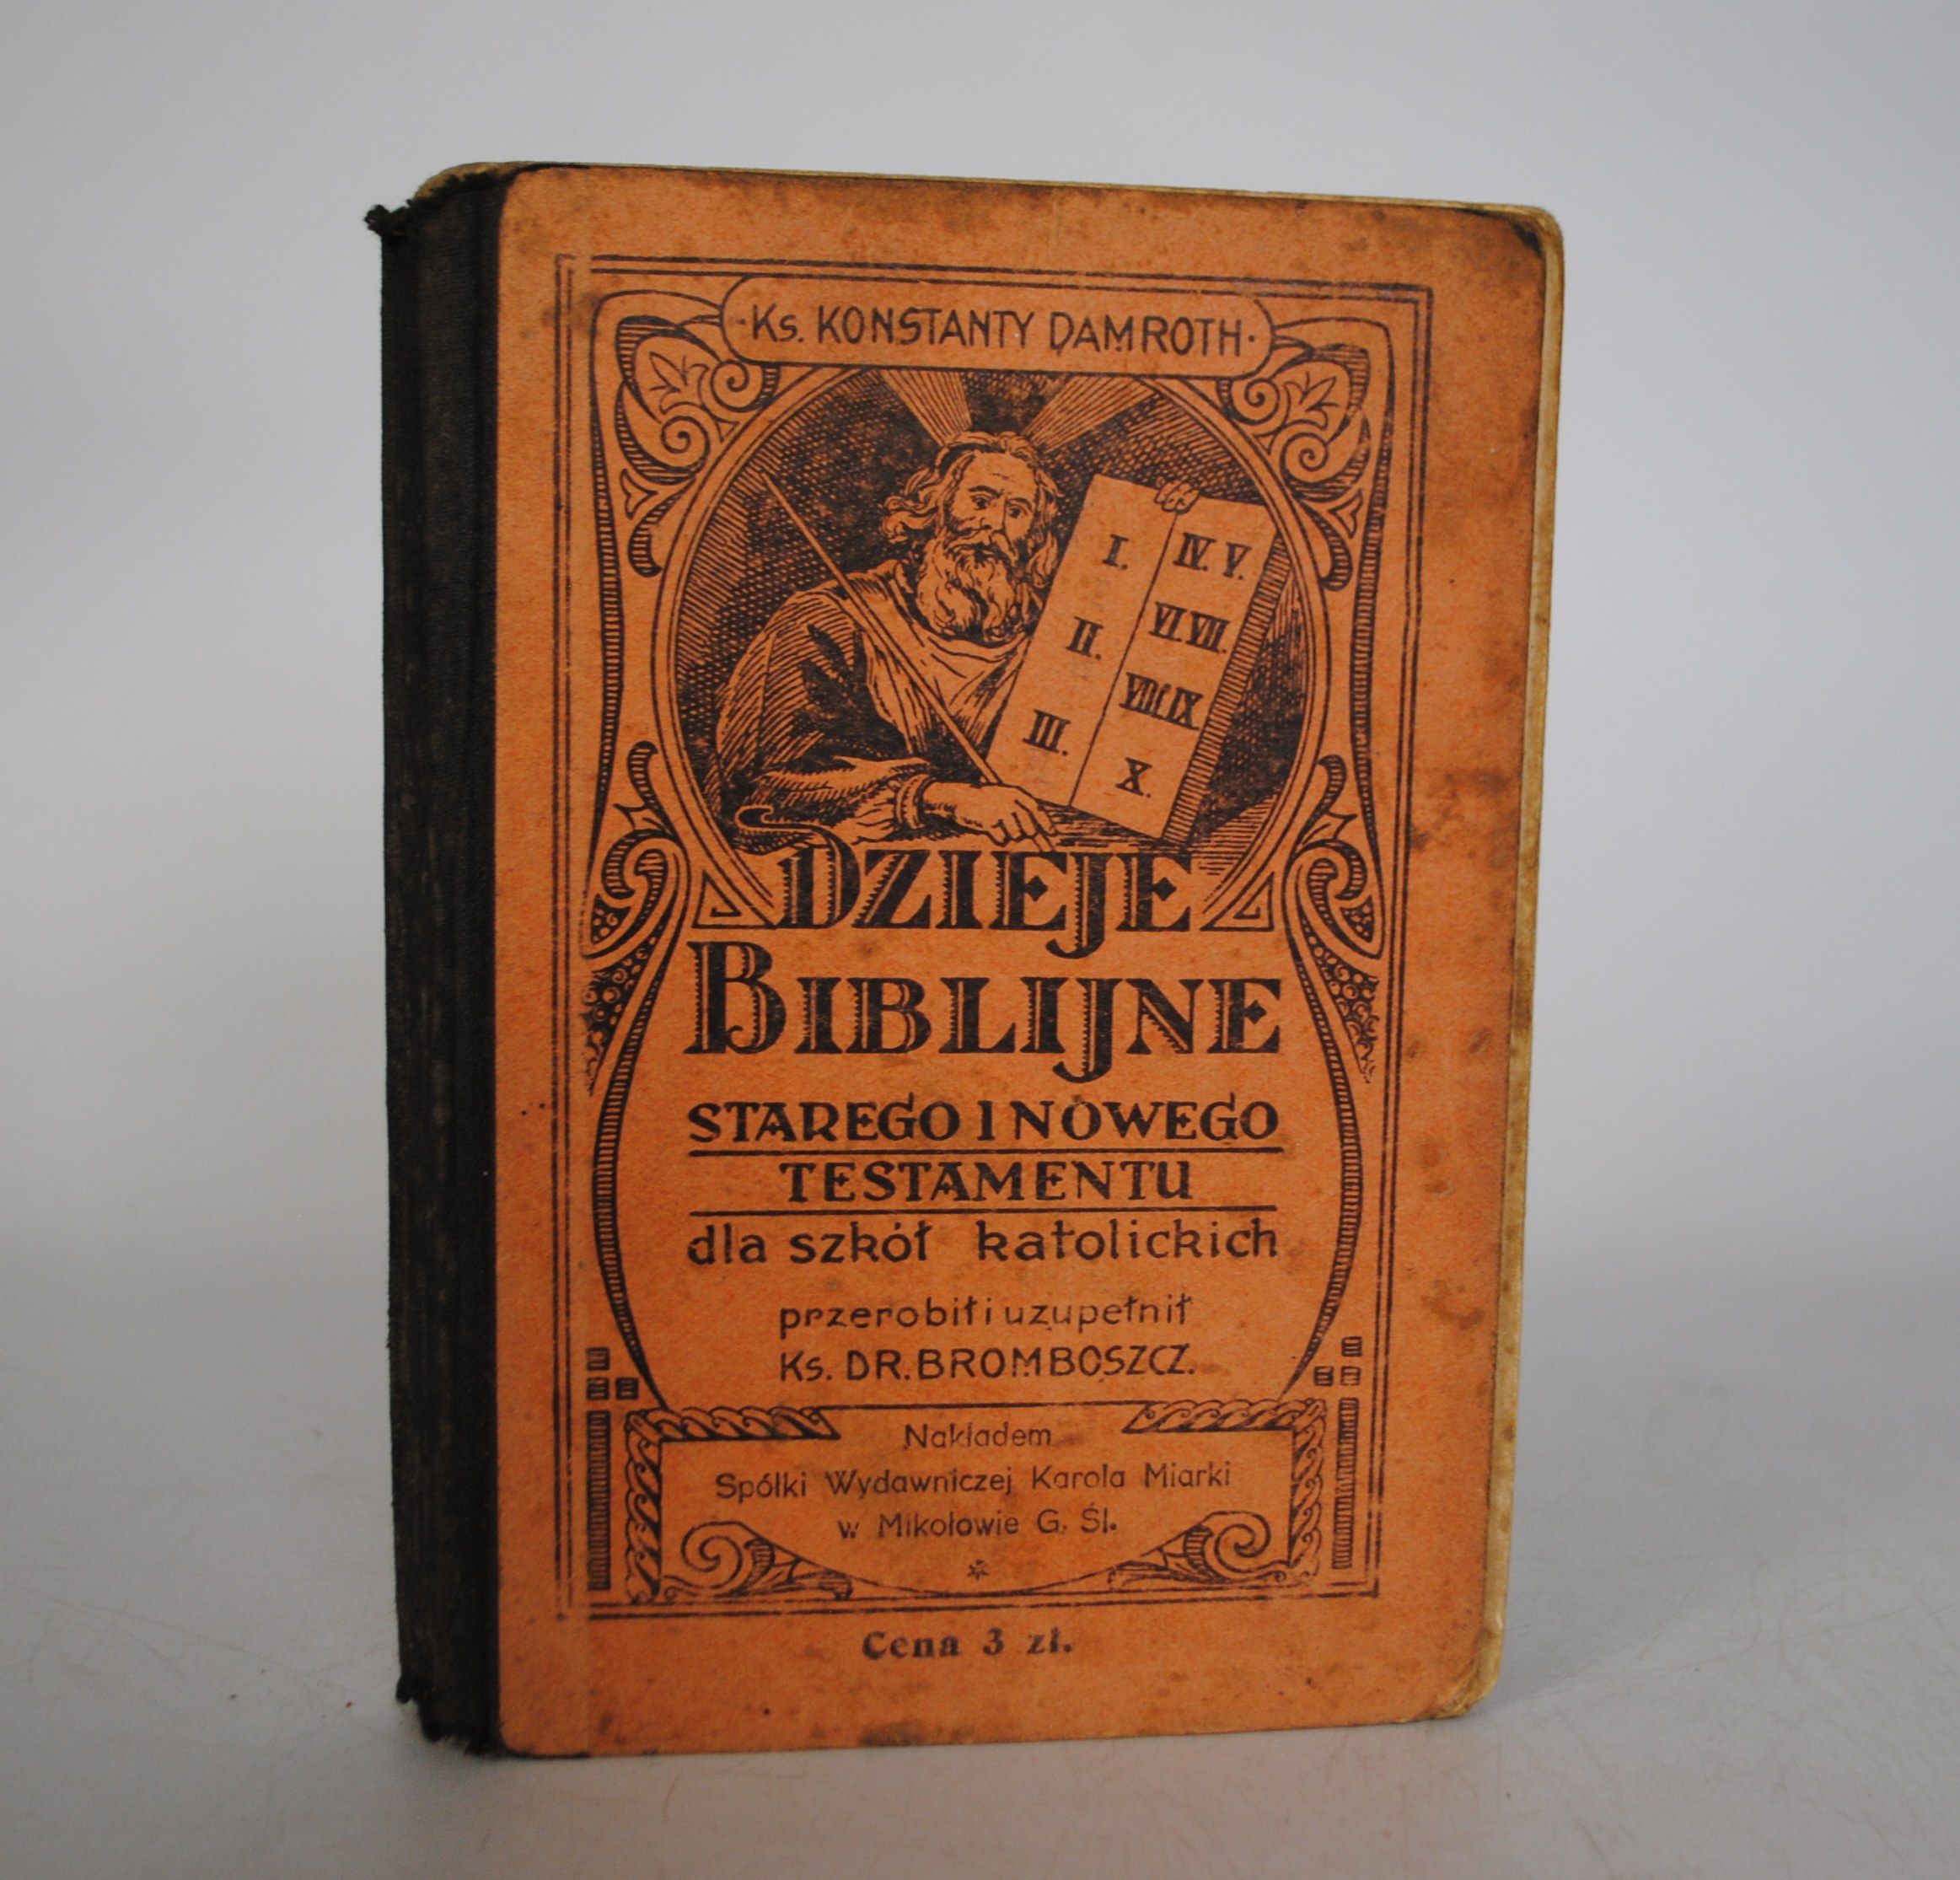 ·Ks. KONSTANTY DAMROTH·
I. IV. V.
II. VI. VII.
III. VIII. IX.
X.
DZIEJE
BIBLIJNE
STAREGO I NOWEGO
TESTAMENTU
dla szkół katolickich
przerobił i uzupełnił
Ks. DR. BROMBOSZCZ.
Nakładem
Spółki Wydawniczej Karola Miarki
w Mikołowie G. Śl.
Cena 3 zł.